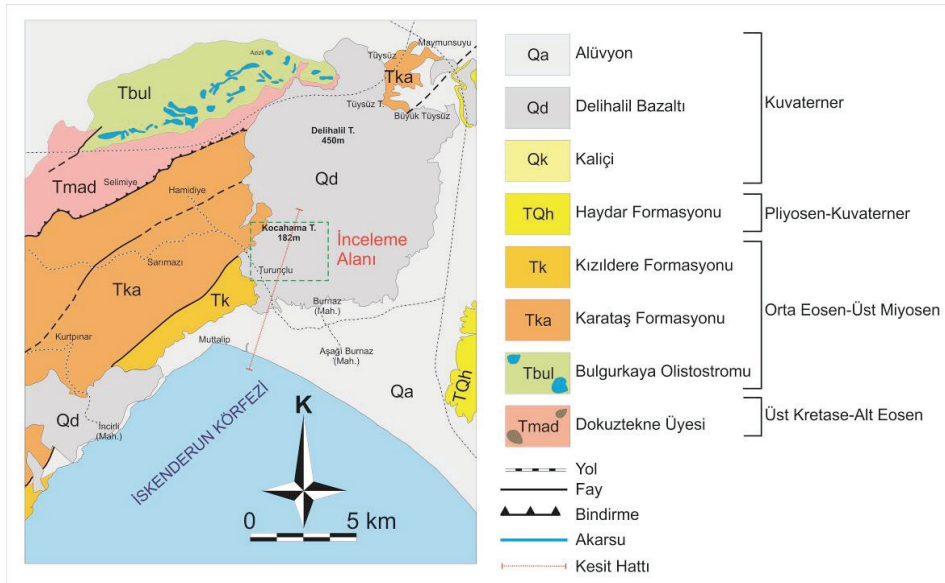 Azizli
Maymunsuyu
Tüysüz
Tka
Tbul
Tüysüz T.
Büyük Tüysüz
Delihalil T.
450m
Tmad
Selimiye
Qd
Hamidiye
Kocahama T.
182m
İnceleme
Alanı
Sarımazı
Turunçlu
Tka
Tk
Burnaz
(Mah.)
Kurtpınar
Muttalip
Aşağı Burnaz
(Mah.)
Qa
TQh
Qd
İncirli
(Mah.)
K
İSKENDERUN KÖRFEZİ
0 5 km
Qa Alüvyon
Qd Delihalil Bazaltı
Qk Kaliçi
Kuvaterner
TQh Haydar Formasyonu
Pliyosen-Kuvaterner
Tk Kızıldere Formasyonu
Tka Karataş Formasyonu
Tbul Bulgurkaya Olistostromu
Orta Eosen-Üst Miyosen
Tmad Dokuztekne Üyesi
Üst Kretase-Alt Eosen
Yol
Fay
Bindirme
Akarsu
Kesit Hattı